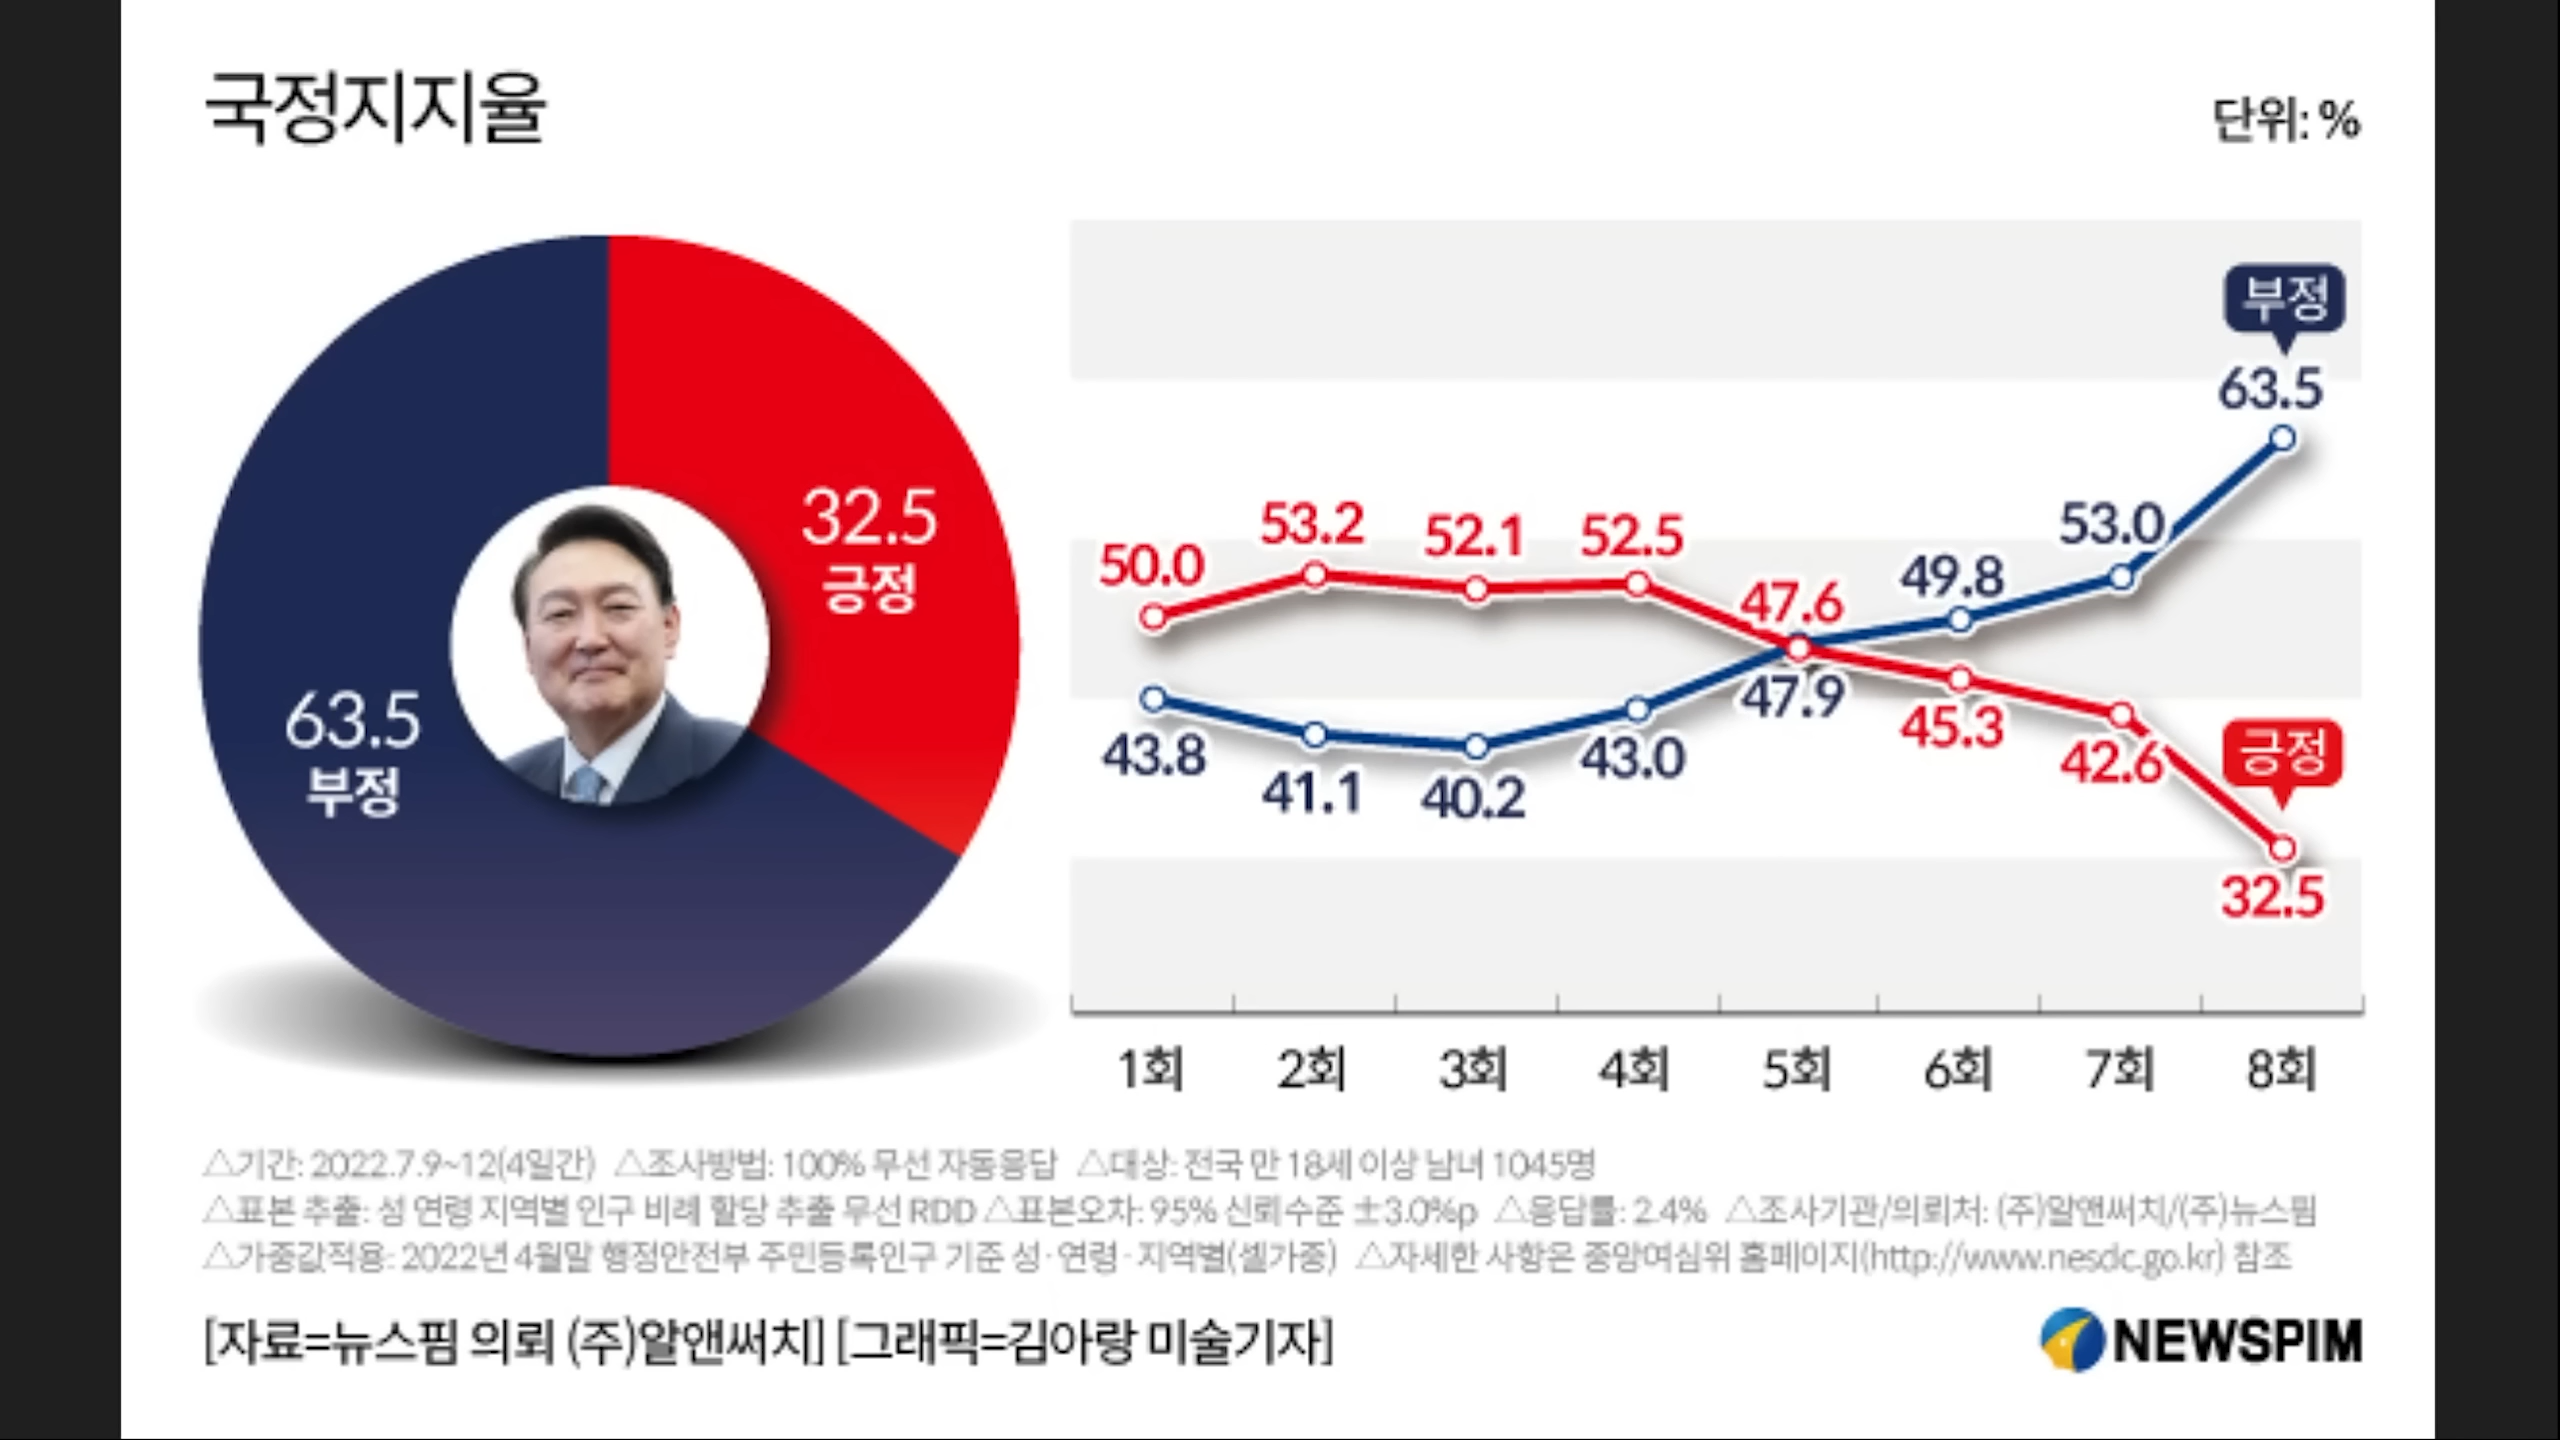 국정지지율
단위: %
32.5
긍정
63.5
부정
부정
63.5
50.0 53.2 52.1 52.5 47.6 49.8 53.0
43.8 41.1 40.2 43.0 47.9 45.3 42.6
긍정
32.5
1회 2회 3회 4회 5회 6회 7회 8회
△기간: 2022.7.9~12(4일간) △조사방법: 100% 무선 자동응답 △대상: 전국 만 18세 이상 남녀 1045명
△표본 추출: 성 연령 지역별 인구 비례 할당 추출 무선 RDD △표본오차: 95% 신뢰수준 ±3.0%p △응답률: 2.4% △조사기관/의뢰처: (주)알앤써치/(주)뉴스핌
△가중값적용: 2022년 4월말 행정안전부 주민등록인구 기준 성·연령·지역별(셀가중) △자세한 사항은 중앙여심위 홈페이지(http://www.nesdc.go.kr) 참조
[자료=뉴스핌 의뢰 (주)알앤써치] [그래픽=김아랑 미술기자]
NEWSPIM